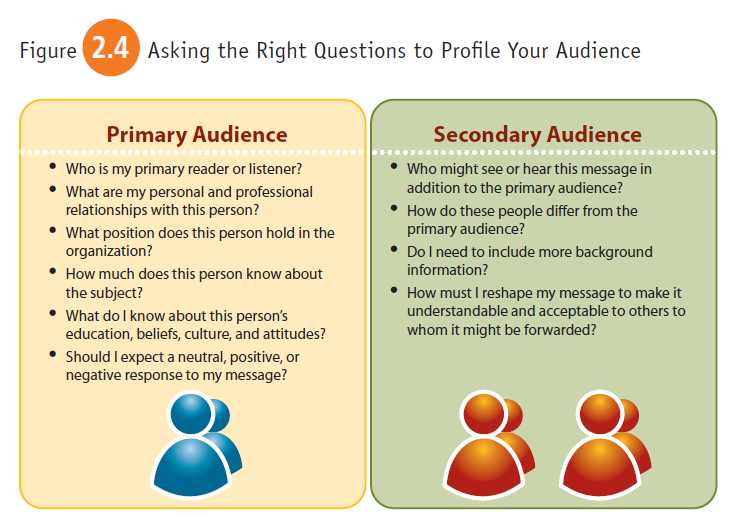 Figure 2.4 Asking the Right Questions to Profile Your Audience
Primary Audience
• Who is my primary reader or listener?
• What are my personal and professional
relationships with this person?
• What position does this person hold in the
organization?
• How much does this person know about
the subject?
• What do I know about this person’s
education, beliefs, culture, and attitudes?
• Should I expect a neutral, positive, or
negative response to my message?
Secondary Audience
• Who might see or hear this message in
addition to the primary audience?
• How do these people differ from the
primary audience?
• Do I need to include more background
information?
• How must I reshape my message to make it
understandable and acceptable to others to
whom it might be forwarded?